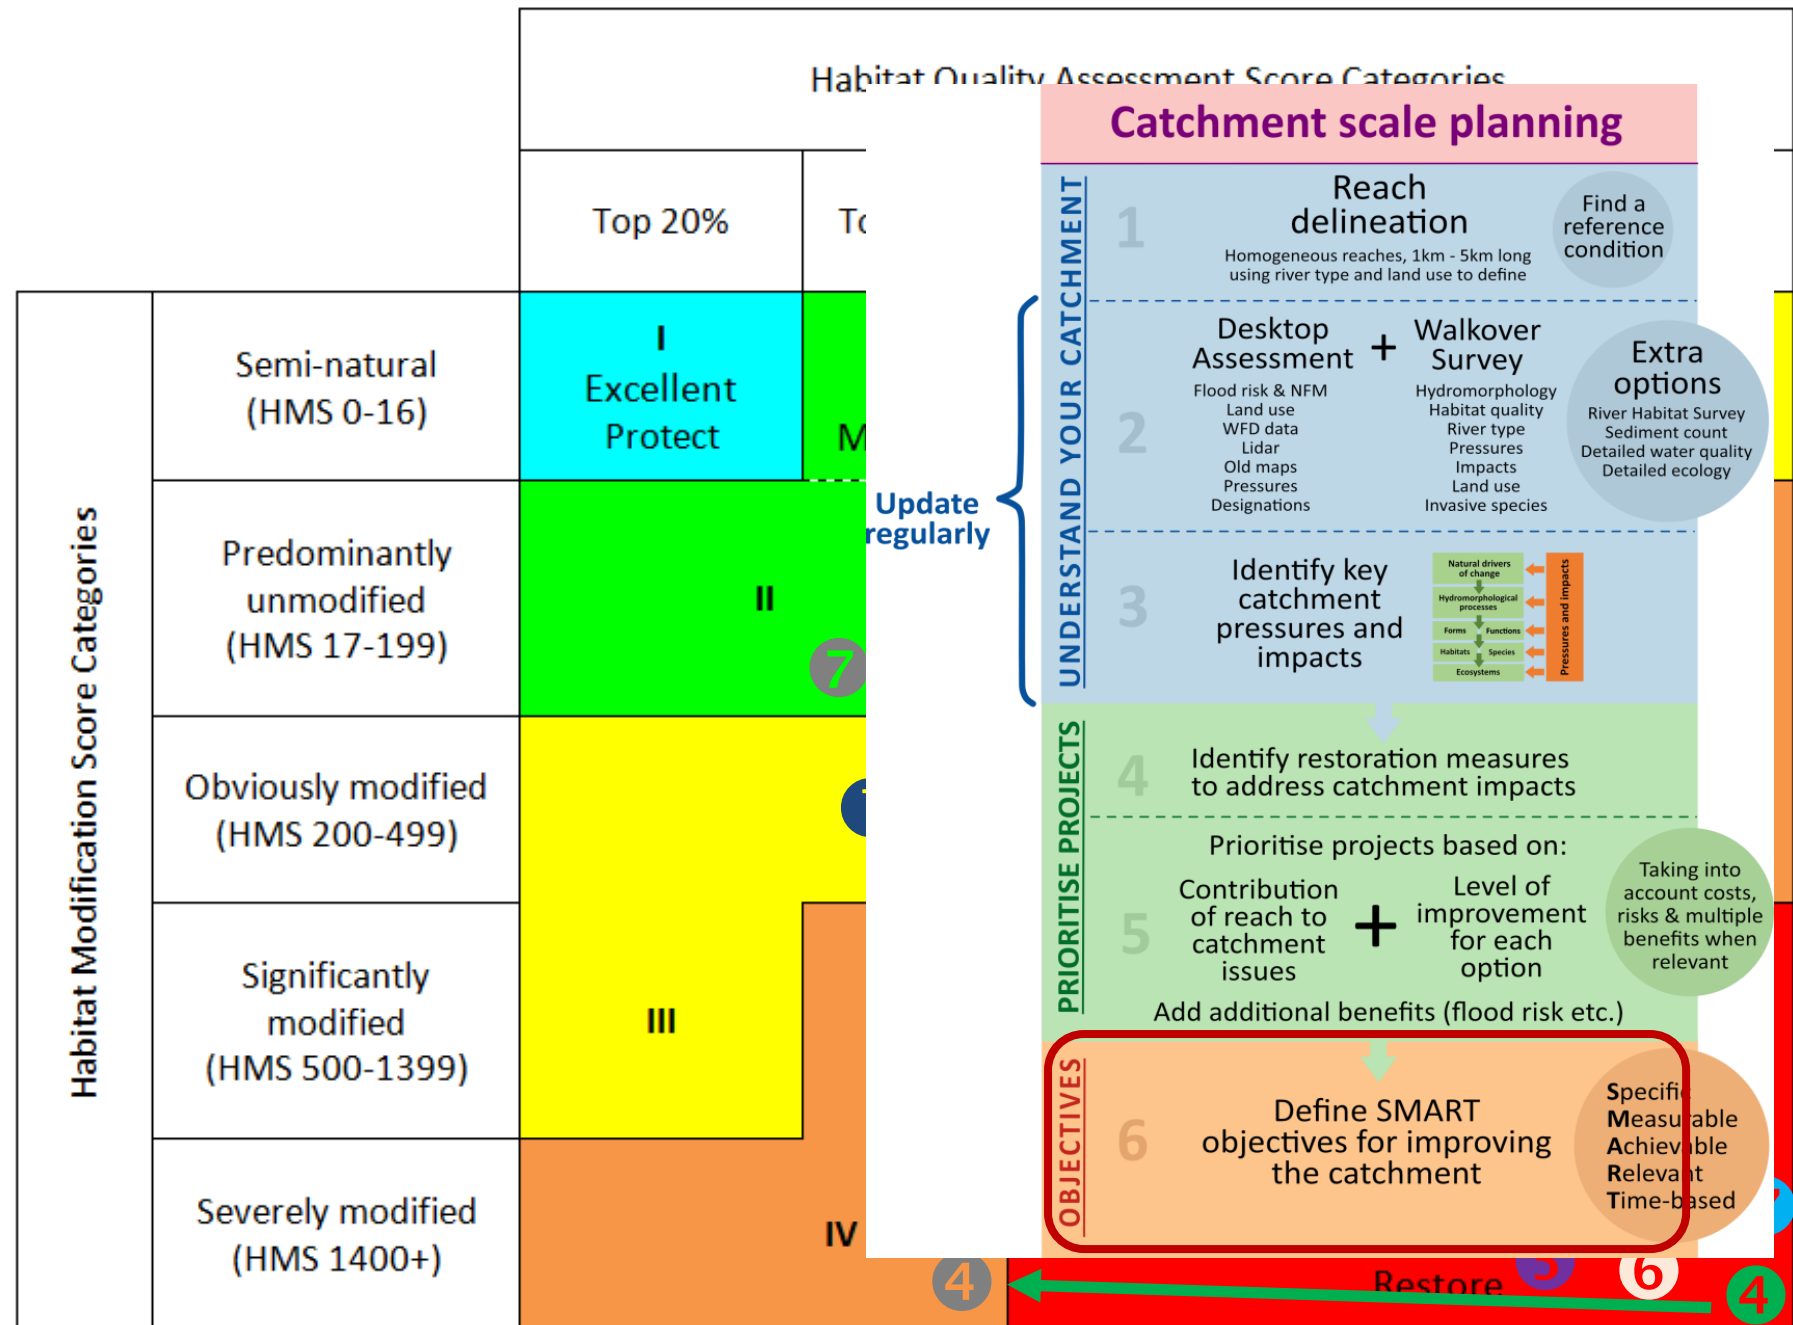 Habitat Quality Assessment Score Categories
Top 20%
Habitat Modification Score Categories
Semi-natural
(HMS 0-16)
I
Excellent
Protect
Predominantly
unmodified
(HMS 17-199)
II
7
Obviously modified
(HMS 200-499)
Significantly
modified
(HMS 500-1399)
III
Severely modified
(HMS 1400+)
IV
4
Restore
6
4
Update
regularly
Catchment scale planning
UNDERSTAND YOUR CATCHMENT
1
Reach
delineation
Homogeneous reaches, 1km - 5km long
using river type and land use to define
Find a
reference
condition
2
Desktop
Assessment
Flood risk & NFM
Land use
WFD data
Lidar
Old maps
Pressures
Designations
+
Walkover
Survey
Hydromorphology
Habitat quality
River type
Pressures
Impacts
Land use
Invasive species
Extra
options
River Habitat Survey
Sediment count
Detailed water quality
Detailed ecology
3
Identify key
catchment
pressures and
impacts
Natural drivers
of change
Hydromorphological
processes
Forms Functions
Habitats Species
Ecosystems
Pressures and impacts
PRIORITISE PROJECTS
4
Identify restoration measures
to address catchment impacts
5
Prioritise projects based on:
Contribution
of reach to
catchment
issues
+
Level of
improvement
for each
option
Add additional benefits (flood risk etc.)
Taking into
account costs,
risks & multiple
benefits when
relevant
OBJECTIVES
6
Define SMART
objectives for improving
the catchment
Specific
Measurable
Achievable
Relevant
Time-based